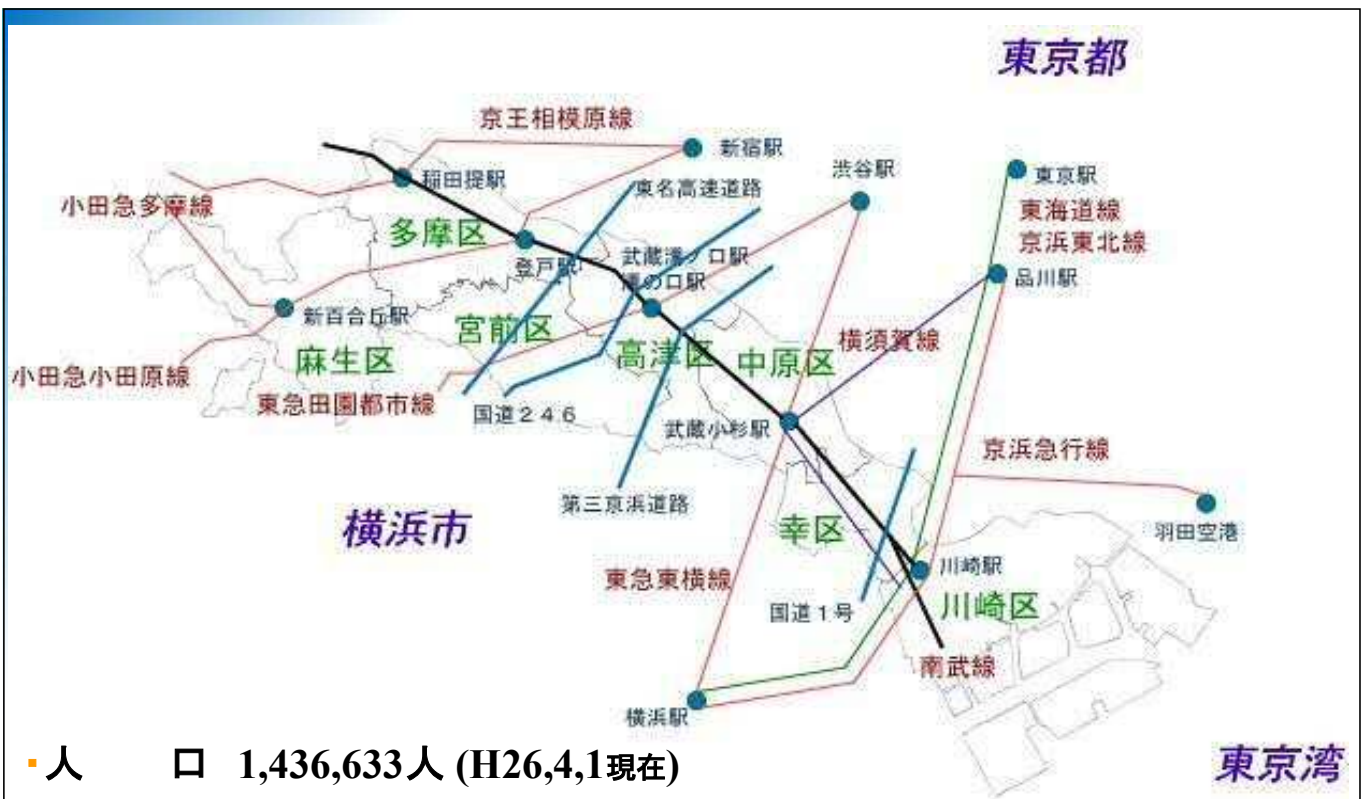 東京都
京王相模原線
新宿駅
渋谷駅
東京駅
稲田提駅
東名高速道路
小田急多摩線
東海道線
京浜東北線
多摩区
登戸駅
武蔵溝ノ口駅
溝の口駅
品川駅
新百合丘駅
宮前区
麻生区
高津区
中原区
横須賀線
小田急小田原線
東急田園都市線
国道246
武蔵小杉駅
京浜急行線
第三京浜道路
横浜市
幸区
羽田空港
川崎駅
東急東横線
国道1号
川崎区
南武線
横浜駅
東京湾
▪人 口 1,436,633人 (H26,4,1現在)